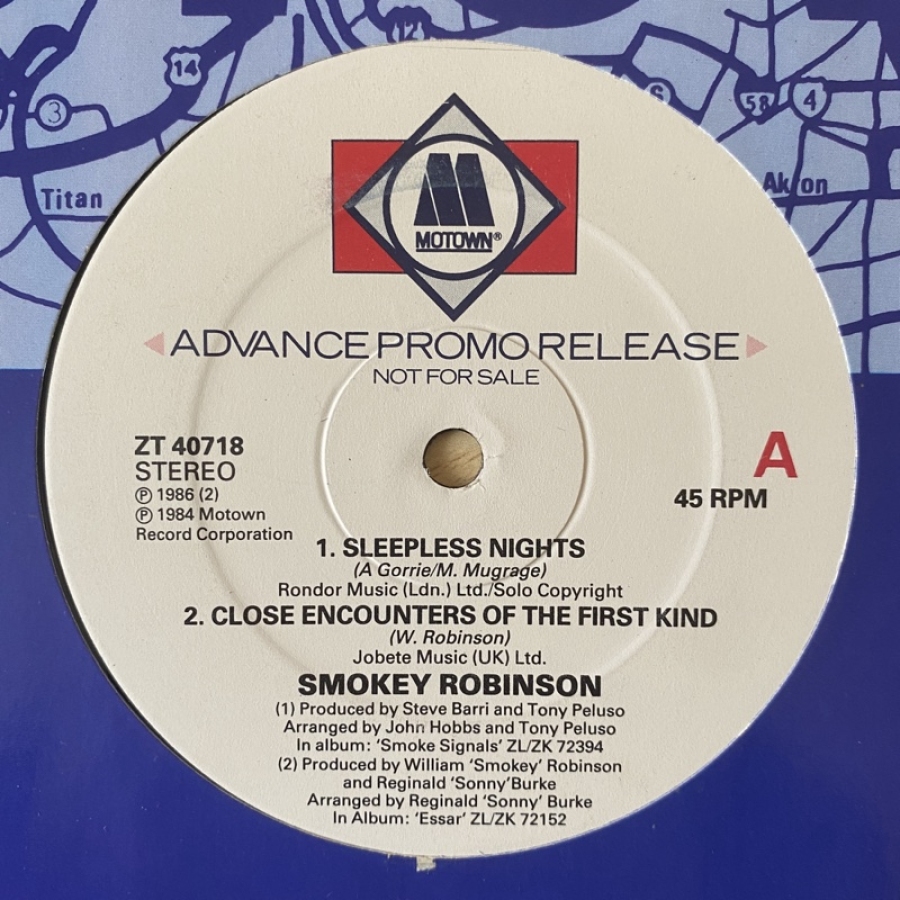 12
14
3
6
58
4
Titan
Akron
M
MOTOWN®
ADVANCE PROMO RELEASE
NOT FOR SALE
ZT 40718
STEREO
℗ 1986 (2)
℗ 1984 Motown
Record Corporation
A
45 RPM
1. SLEEPLESS NIGHTS
(A Gorrie/M. Mugrage)
Rondor Music (Ldn.) Ltd./Solo Copyright
2. CLOSE ENCOUNTERS OF THE FIRST KIND
(W. Robinson)
Jobete Music (UK) Ltd.
SMOKEY ROBINSON
(1) Produced by Steve Barri and Tony Peluso
Arranged by John Hobbs and Tony Peluso
In album: ‘Smoke Signals’ ZL/ZK 72394
(2) Produced by William ‘Smokey’ Robinson
and Reginald ‘Sonny’Burke
Arranged by Reginald ‘Sonny’ Burke
In Album: ‘Essar’ ZL/ZK 72152